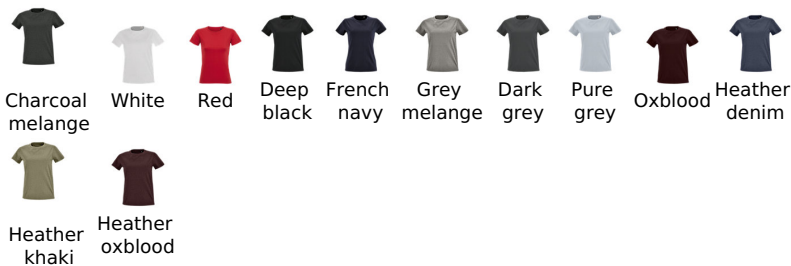 Charcoal melange
White
Red
Deep black
French navy
Grey melange
Dark grey
Pure grey
Oxblood
Heather denim
Heather khaki
Heather oxblood